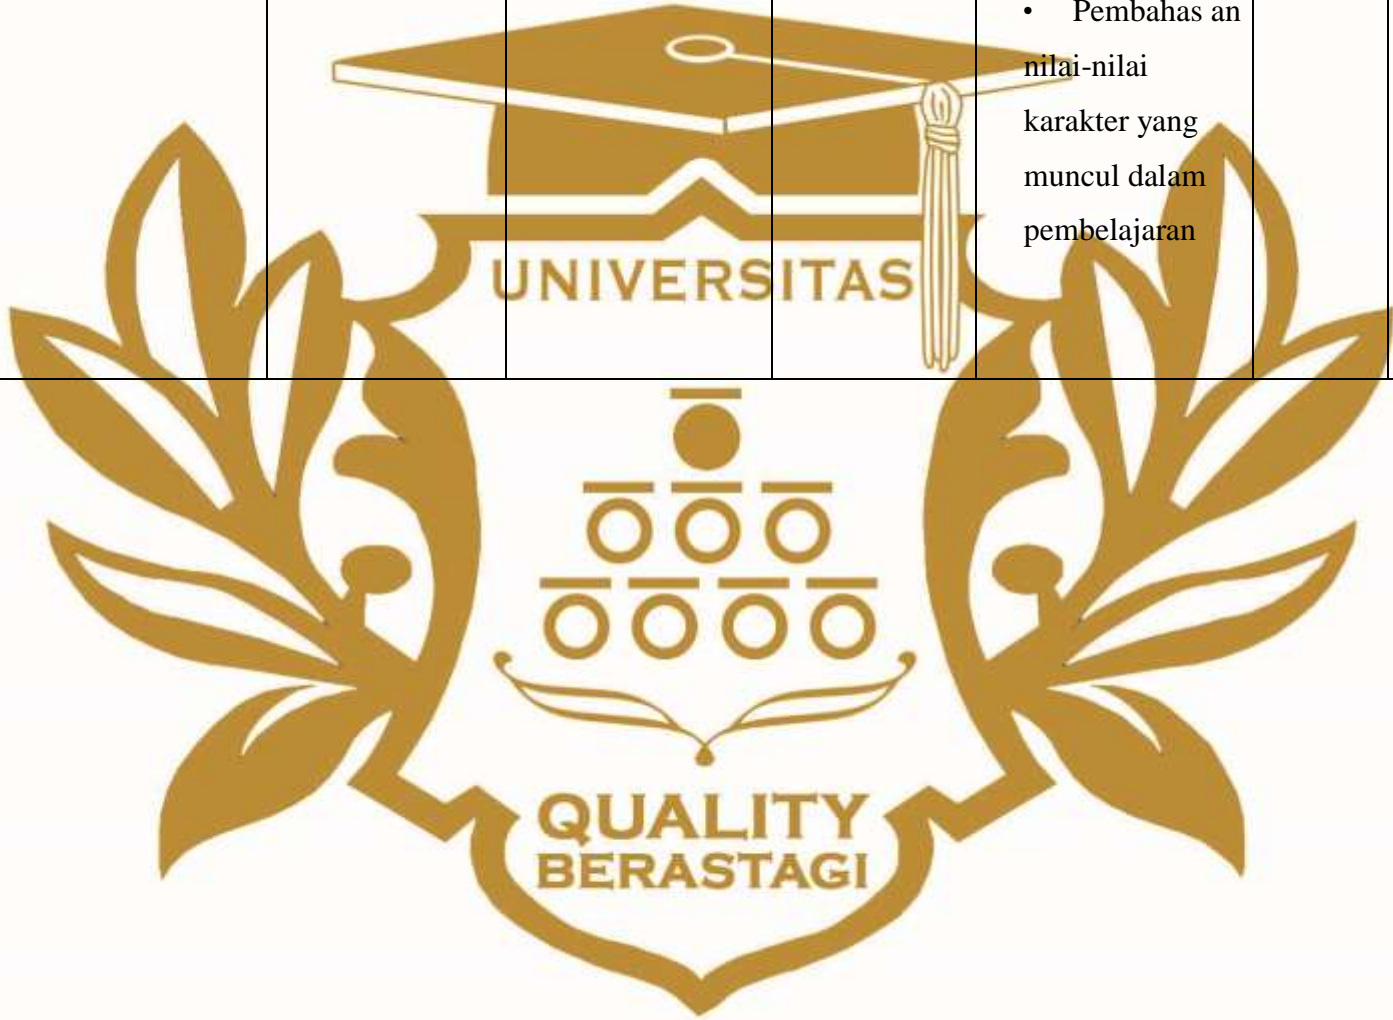 • Pembahas an
nilai-nilai
karakter yang
muncul dalam
pembelajaran
UNIVERSITAS
QUALITY
BERASTAGI